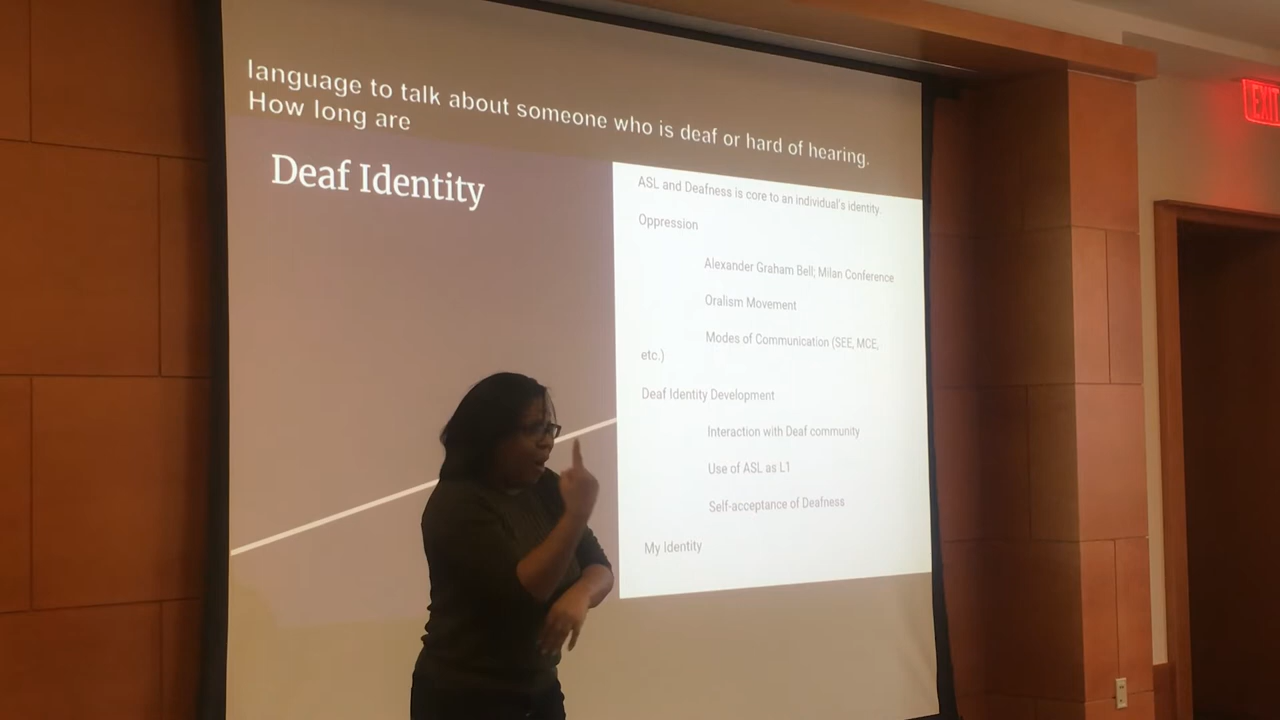 language to talk about someone who is deaf or hard of hearing.
How long are
Deaf Identity
ASL and Deafness is core to an individual's identity.
Oppression
Alexander Graham Bell; Milan Conference
Oralism Movement
Modes of Communication (SEE, MCE,
etc.)
Deaf Identity Development
Interaction with Deaf community
Use of ASL as L1
Self-acceptance of Deafness
My Identity
EXIT